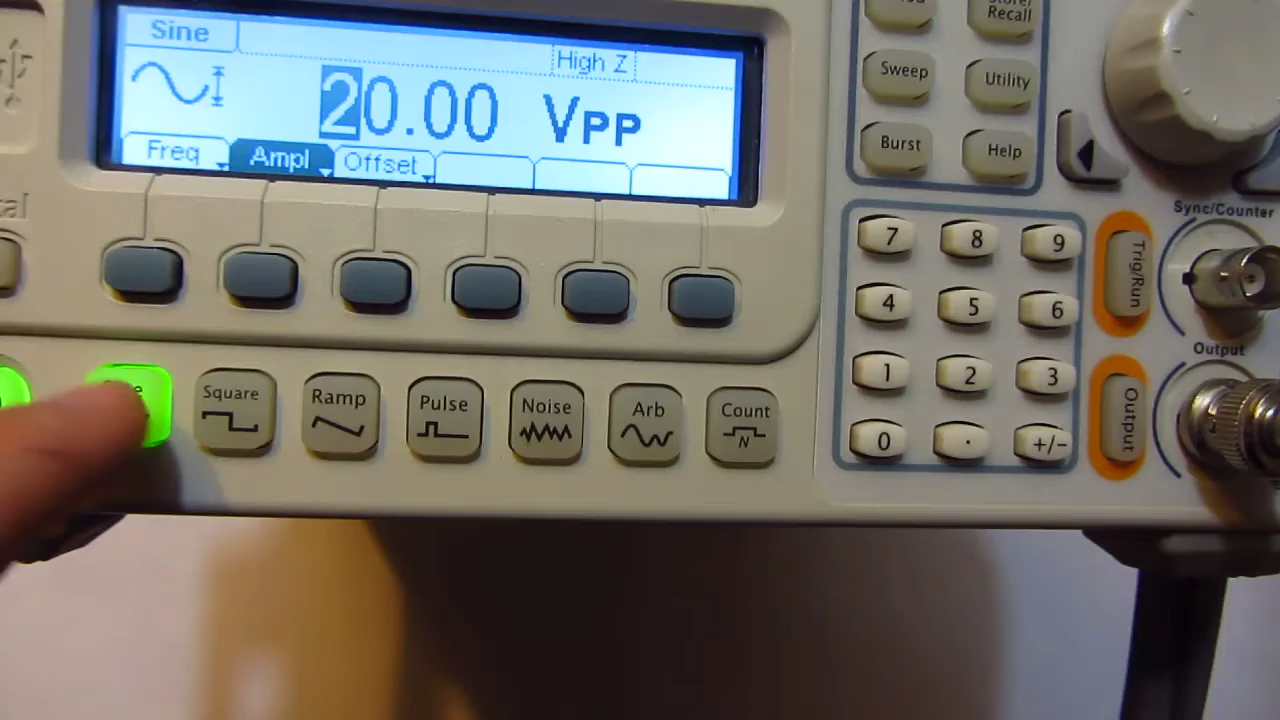 Sine
High Z
20.00 VPP
Freq Ampl Offset
Recall
Sweep Utility
Burst Help
Sync/Counter
7 8 9
Trig/Run
4 5 6
Output
1 2 3
Output
0 . +/-
Square Ramp Pulse Noise Arb Count
N